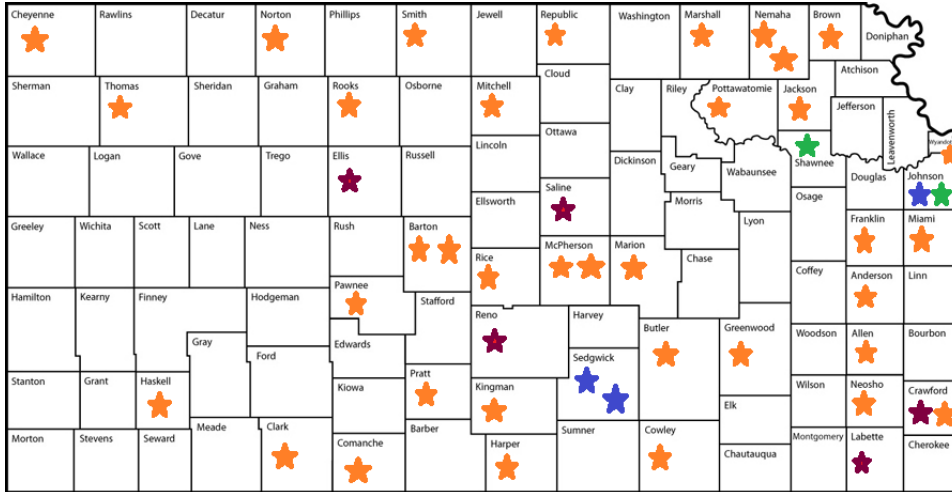 Cheyenne
Rawlins
Decatur
Norton
Phillips
Smith
Jewell
Republic
Washington
Marshall
Nemaha
Brown
Doniphan
Sherman
Thomas
Sheridan
Graham
Rooks
Osborne
Mitchell
Cloud
Clay
Riley
Pottawatomie
Jackson
Atchison
Jefferson
Leavenworth
Wallace
Logan
Gove
Trego
Ellis
Russell
Lincoln
Ottawa
Dickinson
Geary
Wabaunsee
Shawnee
Douglas
Johnson
Ellsworth
Saline
Morris
Osage
Greeley
Wichita
Scott
Lane
Ness
Rush
Barton
Rice
McPherson
Marion
Chase
Lyon
Franklin
Miami
Coffey
Anderson
Linn
Hamilton
Kearny
Finney
Hodgeman
Pawnee
Stafford
Reno
Harvey
Butler
Greenwood
Woodson
Allen
Bourbon
Gray
Ford
Edwards
Sedgwick
Stanton
Grant
Haskell
Kiowa
Pratt
Kingman
Elk
Wilson
Neosho
Crawford
Morton
Stevens
Seward
Meade
Clark
Comanche
Barber
Harper
Sumner
Cowley
Chautauqua
Montgomery
Labette
Cherokee